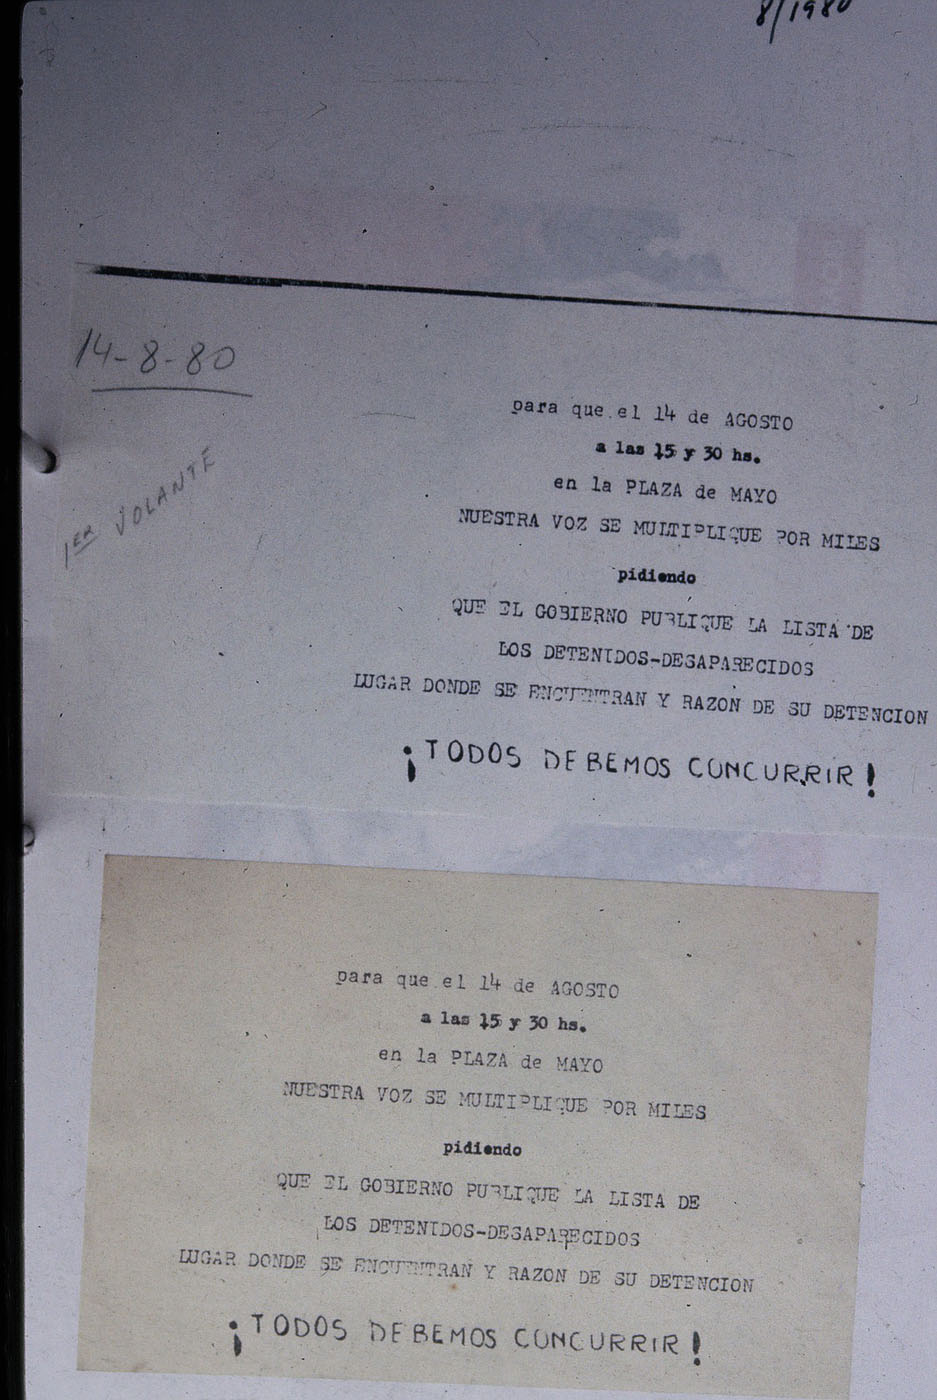 8/1980
14-8-80
1ER VOLANTE
para que el 14 de AGOSTO
a las 15 y 30 hs.
en la PLAZA de MAYO
NUESTRA VOZ SE MULTIPLIQUE POR MILES
pidiendo
QUE EL GOBIERNO PUBLIQUE LA LISTA DE
LOS DETENIDOS-DESAPARECIDOS
LUGAR DONDE SE ENCUENTRAN Y RAZON DE SU DETENCION
¡TODOS DEBEMOS CONCURRIR!
para que el 14 de AGOSTO
a las 15 y 30 hs.
en la PLAZA de MAYO
NUESTRA VOZ SE MULTIPLIQUE POR MILES
pidiendo
QUE EL GOBIERNO PUBLIQUE LA LISTA DE
LOS DETENIDOS-DESAPARECIDOS
LUGAR DONDE SE ENCUENTRAN Y RAZON DE SU DETENCION
¡TODOS DEBEMOS CONCURRIR!